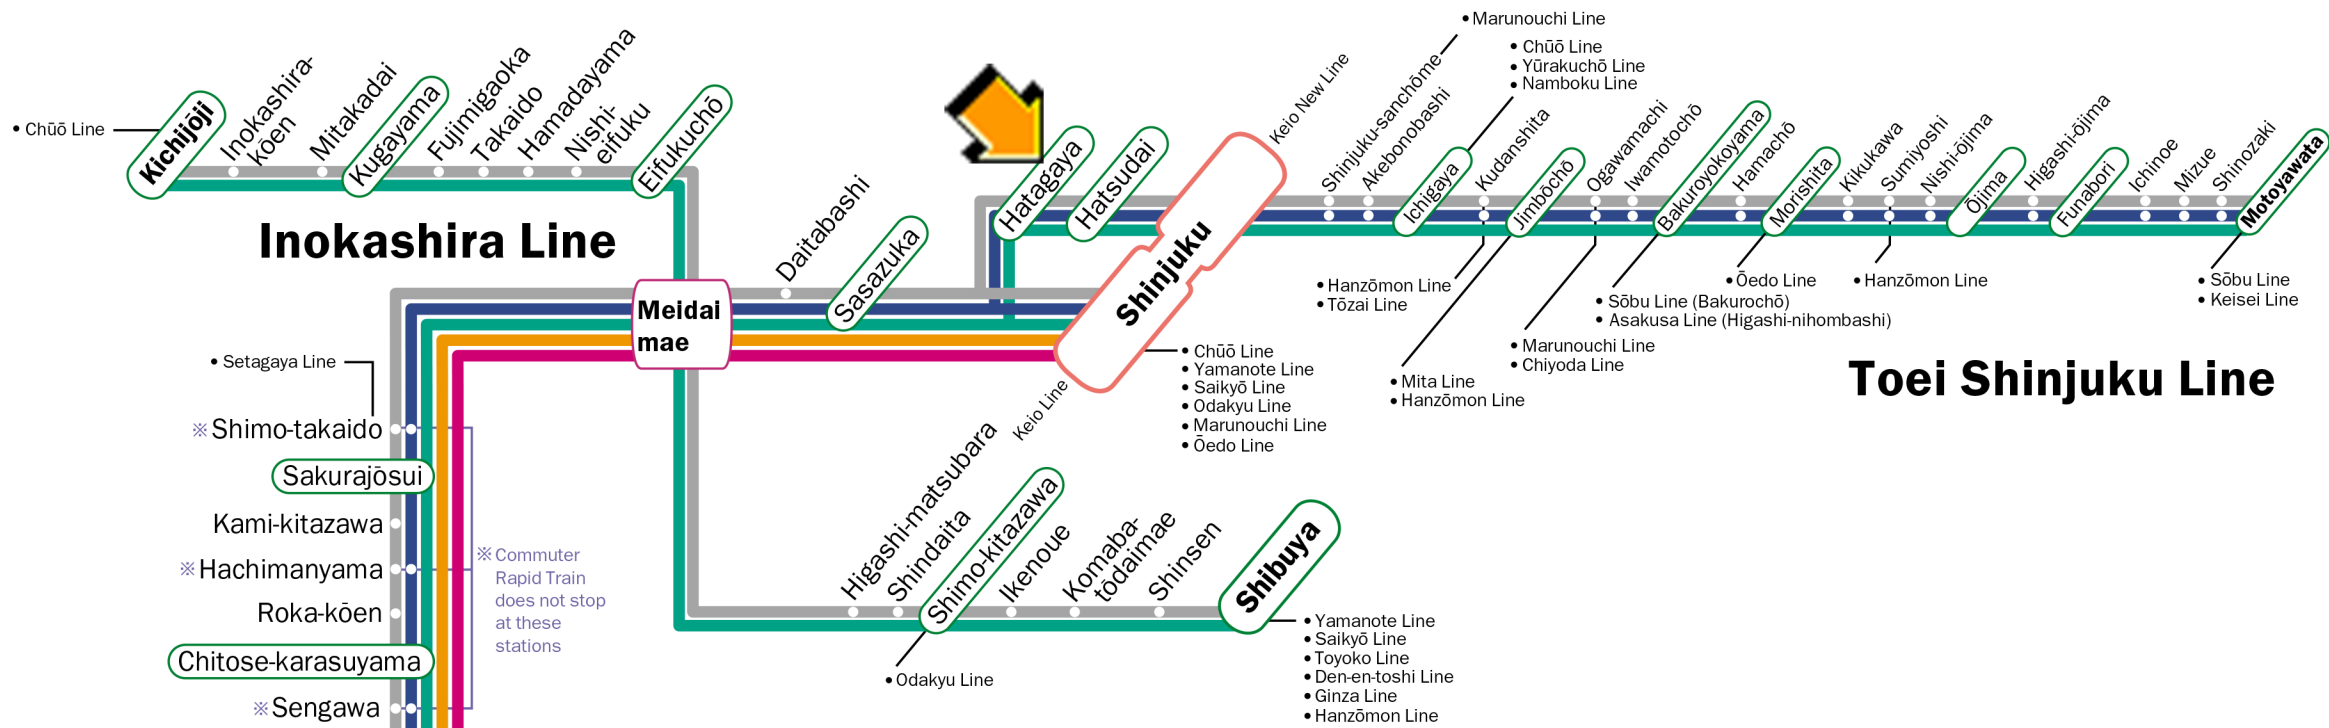 • Chūō Line
Kichijōji
Inokashira-
kōen
Mitakadai
Kugayama
Fujimigaoka
Takaido
Hamadayama
Nishi-
eifuku
Eifukuchō
Inokashira Line
Meidai
mae
Daitabashi
Sasazuka
Hatagaya
Hatsudai
Shinjuku
Keio New Line
Keio Line
• Chūō Line
• Yamanote Line
• Saikyō Line
• Odakyu Line
• Marunouchi Line
• Ōedo Line
Shinjuku-sanchōme
• Marunouchi Line
Akebonobashi
Ichigaya
• Chūō Line
• Yūrakuchō Line
• Namboku Line
Kudanshita
• Hanzōmon Line
• Tōzai Line
Jimbōchō
• Mita Line
• Hanzōmon Line
Ogawamachi
• Marunouchi Line
• Chiyoda Line
Iwamotochō
Bakuroyokoyama
• Sōbu Line (Bakurochō)
• Asakusa Line (Higashi-nihombashi)
Hamachō
Morishita
• Ōedo Line
Kikukawa
Sumiyoshi
• Hanzōmon Line
Nishi-ōjima
Ōjima
Higashi-ōjima
Funabori
Ichinoe
Mizue
Shinozaki
Motoyawata
• Sōbu Line
• Keisei Line
Toei Shinjuku Line
• Setagaya Line
※Shimo-takaido
Sakurajōsui
Kami-kitazawa
※Hachimanyama
Roka-kōen
Chitose-karasuyama
※Sengawa
※Commuter
Rapid Train
does not stop
at these
stations
Higashi-matsubara
Shindaita
Shimo-kitazawa
• Odakyu Line
Ikenoue
Komaba-
tōdaimae
Shinsen
Shibuya
• Yamanote Line
• Saikyō Line
• Toyoko Line
• Den-en-toshi Line
• Ginza Line
• Hanzōmon Line